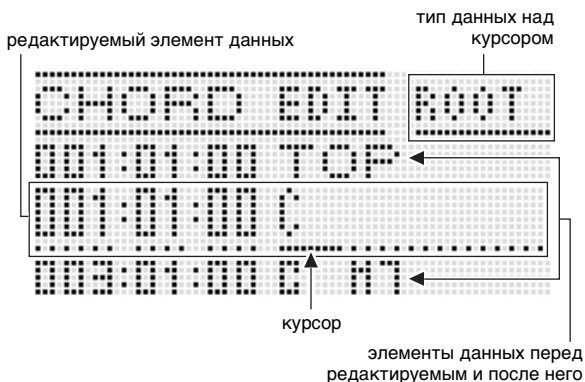 тип данных над
курсором
редактируемый элемент данных
CHORD EDIT ROOT
001:01:00 TOP
001:01:00 C
003:01:00 G M7
курсор
элементы данных перед
редактируемым и после него